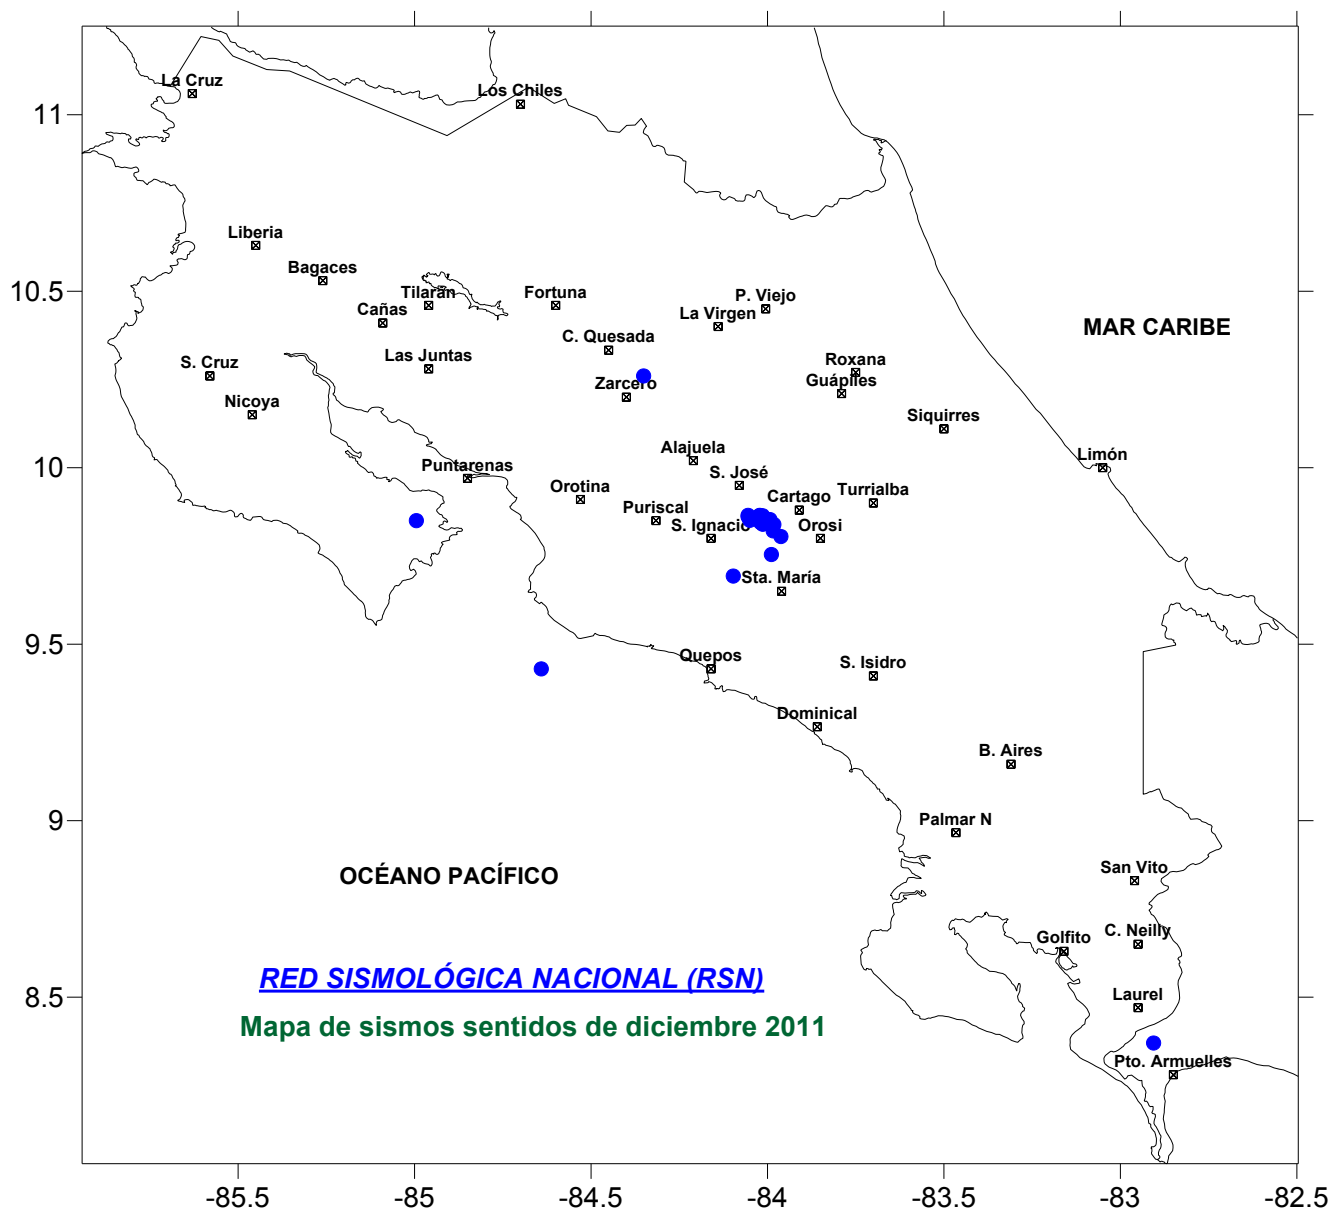 La Cruz
Los Chiles
11
Liberia
Bagaces
10.5
Tilarán
Fortuna
P. Viejo
Cañas
La Virgen
MAR CARIBE
C. Quesada
Las Juntas
S. Cruz
Roxana
Zarcero
Guápiles
Nicoya
Siquirres
Alajuela
Limón
10
Puntarenas
S. José
Orotina
Cartago
Turrialba
Puriscal
S. Ignacio
Orosi
Sta. María
9.5
Quepos
S. Isidro
Dominical
B. Aires
9
Palmar N
OCÉANO PACÍFICO
San Vito
Golfito
C. Neilly
RED SISMOLÓGICA NACIONAL (RSN)
8.5
Laurel
Mapa de sismos sentidos de diciembre 2011
Pto. Armuelles
-85.5
-85
-84.5
-84
-83.5
-83
-82.5